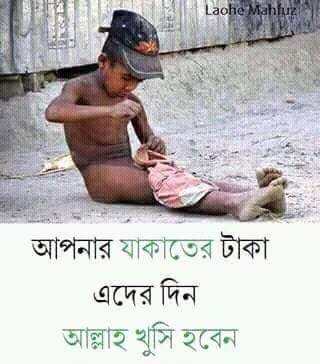 Laohe Mahfuz
আপনার যাকাতের টাকা
এদের দিন
আল্লাহ খুসি হবেন